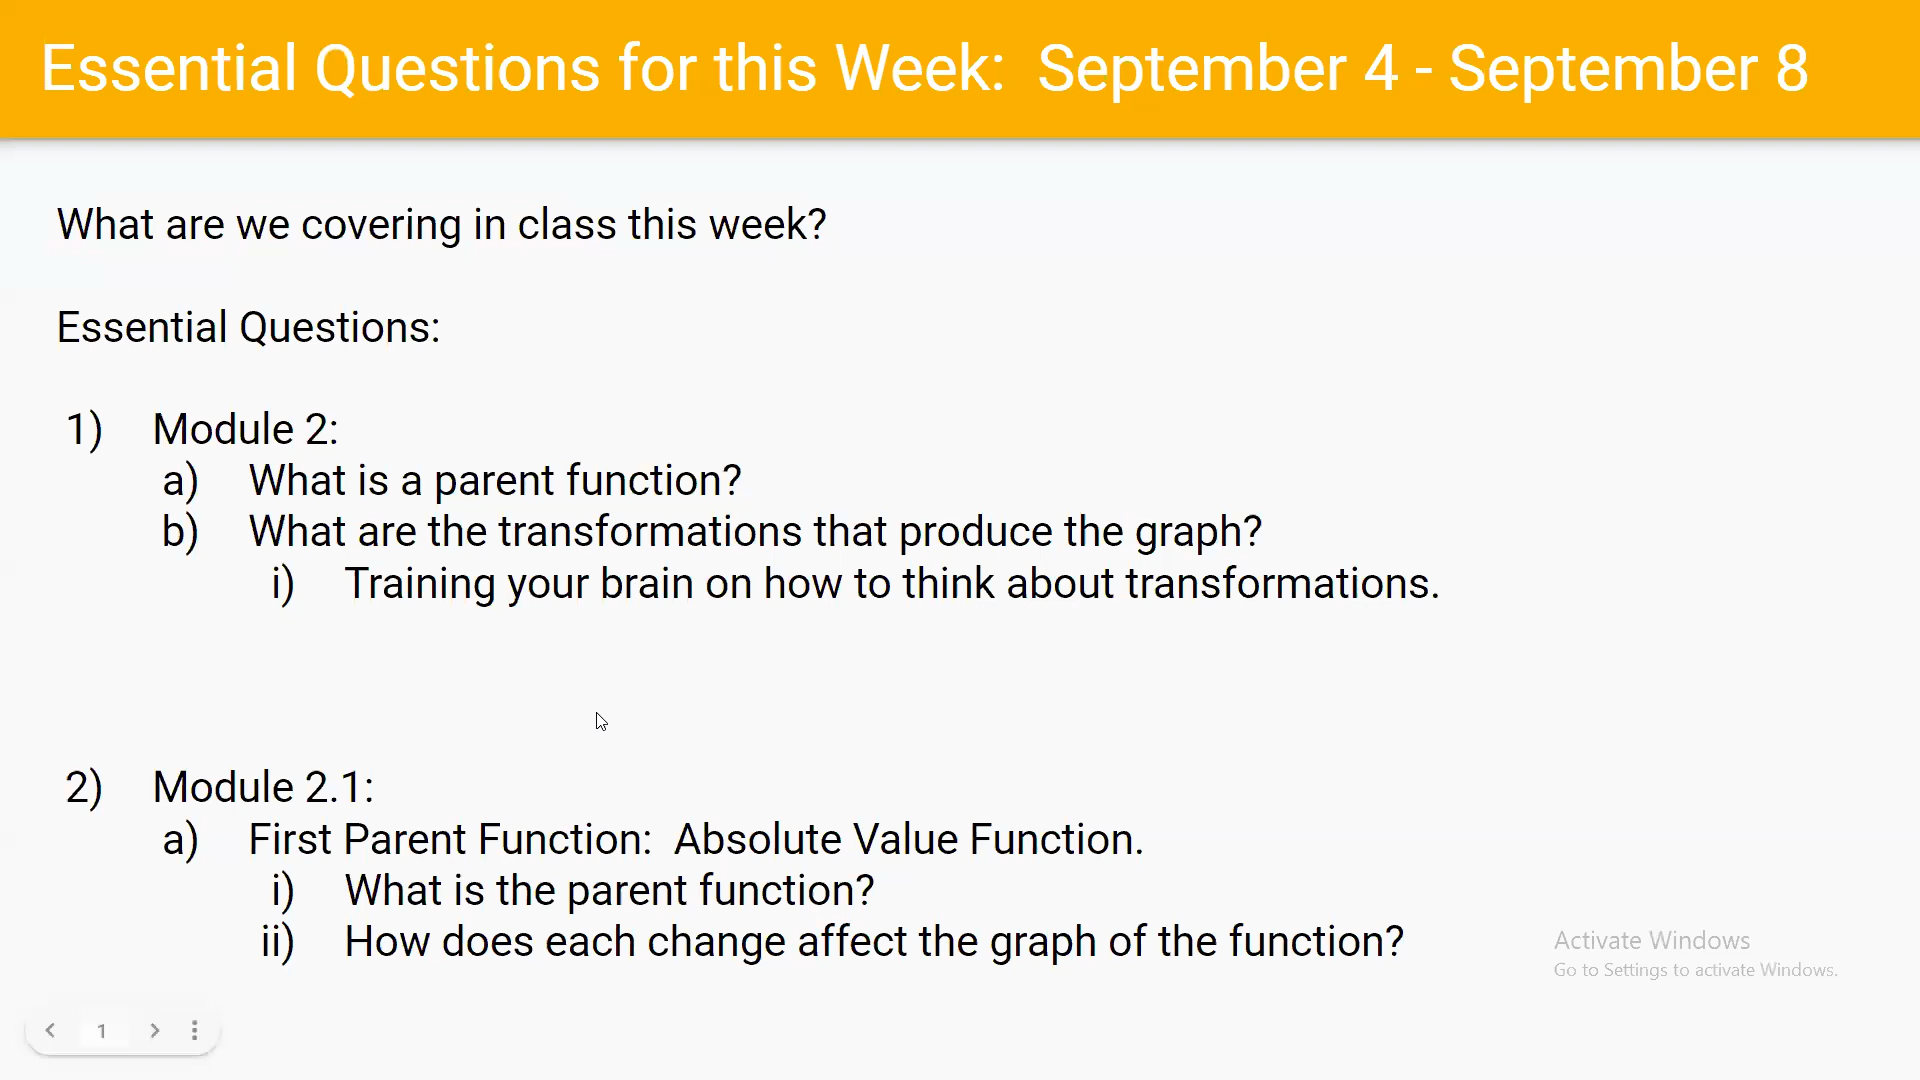 Essential Questions for this Week:  September 4 - September 8
What are we covering in class this week?
Essential Questions:
1) Module 2:
a) What is a parent function?
b) What are the transformations that produce the graph?
i) Training your brain on how to think about transformations.
2) Module 2.1:
a) First Parent Function:  Absolute Value Function.
i) What is the parent function?
ii) How does each change affect the graph of the function?
Activate Windows
Go to Settings to activate Windows.
1